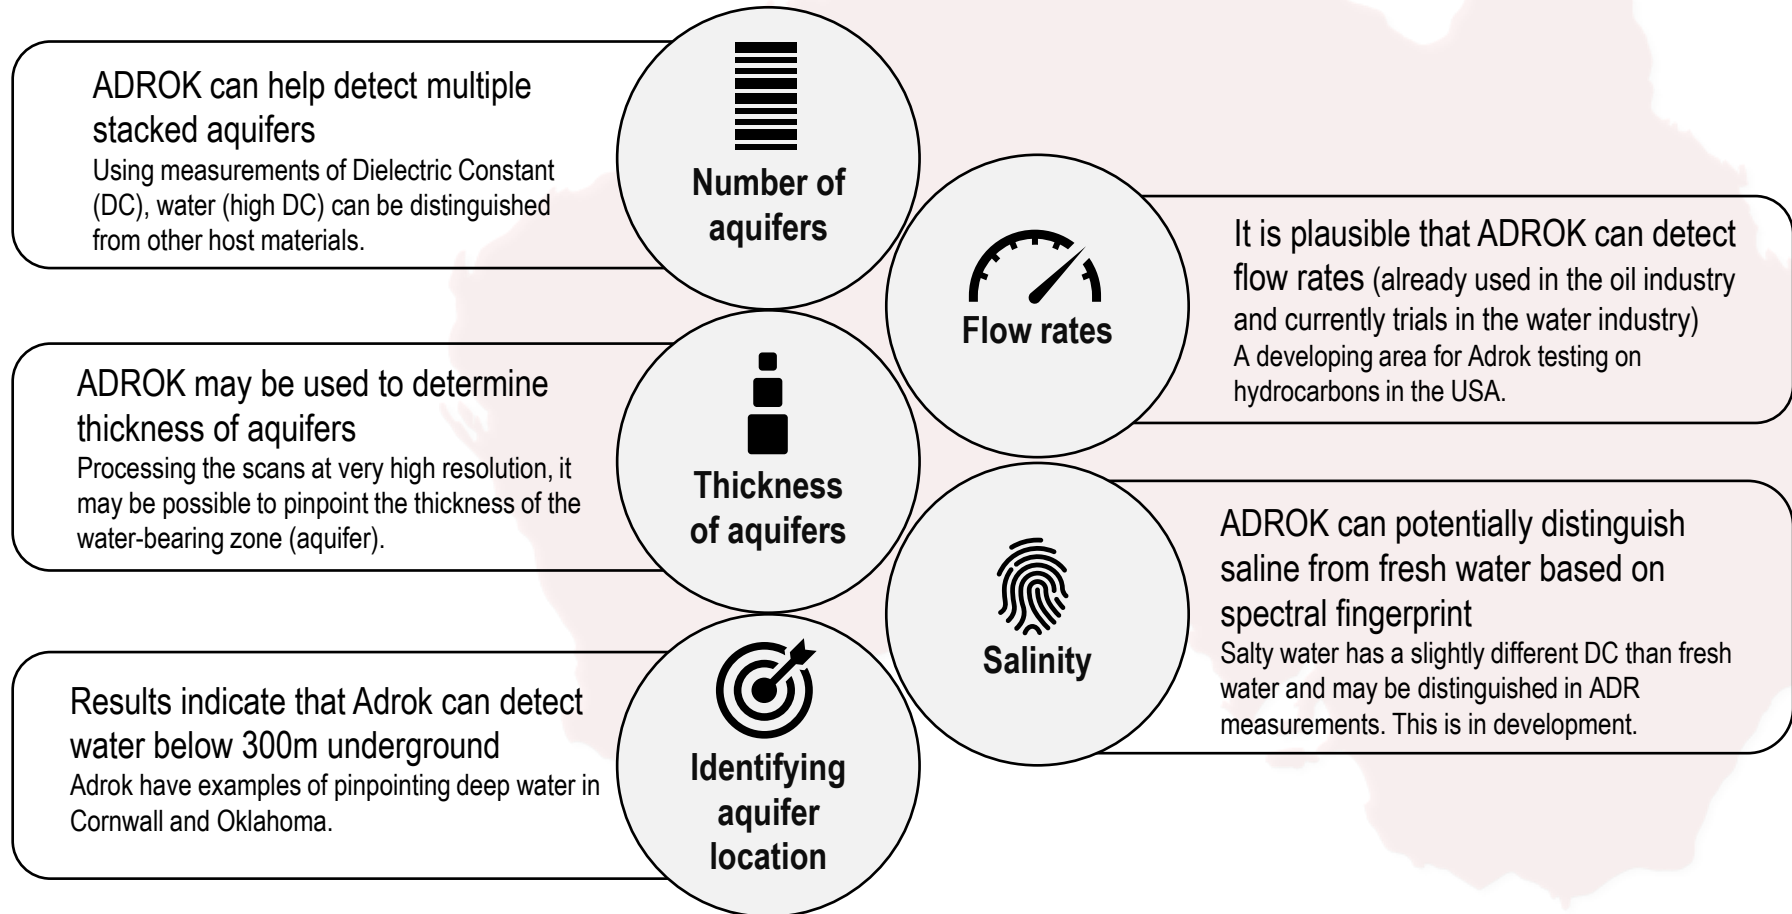 ADROK can help detect multiple
stacked aquifers
Using measurements of Dielectric Constant
(DC), water (high DC) can be distinguished
from other host materials.
Number of
aquifers
It is plausible that ADROK can detect
flow rates (already used in the oil industry
and currently trials in the water industry)
A developing area for Adrok testing on
hydrocarbons in the USA.
Flow rates
ADROK may be used to determine
thickness of aquifers
Processing the scans at very high resolution, it
may be possible to pinpoint the thickness of the
water-bearing zone (aquifer).
Thickness
of aquifers
ADROK can potentially distinguish
saline from fresh water based on
spectral fingerprint
Salty water has a slightly different DC than fresh
water and may be distinguished in ADR
measurements. This is in development.
Salinity
Results indicate that Adrok can detect
water below 300m underground
Adrok have examples of pinpointing deep water in
Cornwall and Oklahoma.
Identifying
aquifer
location